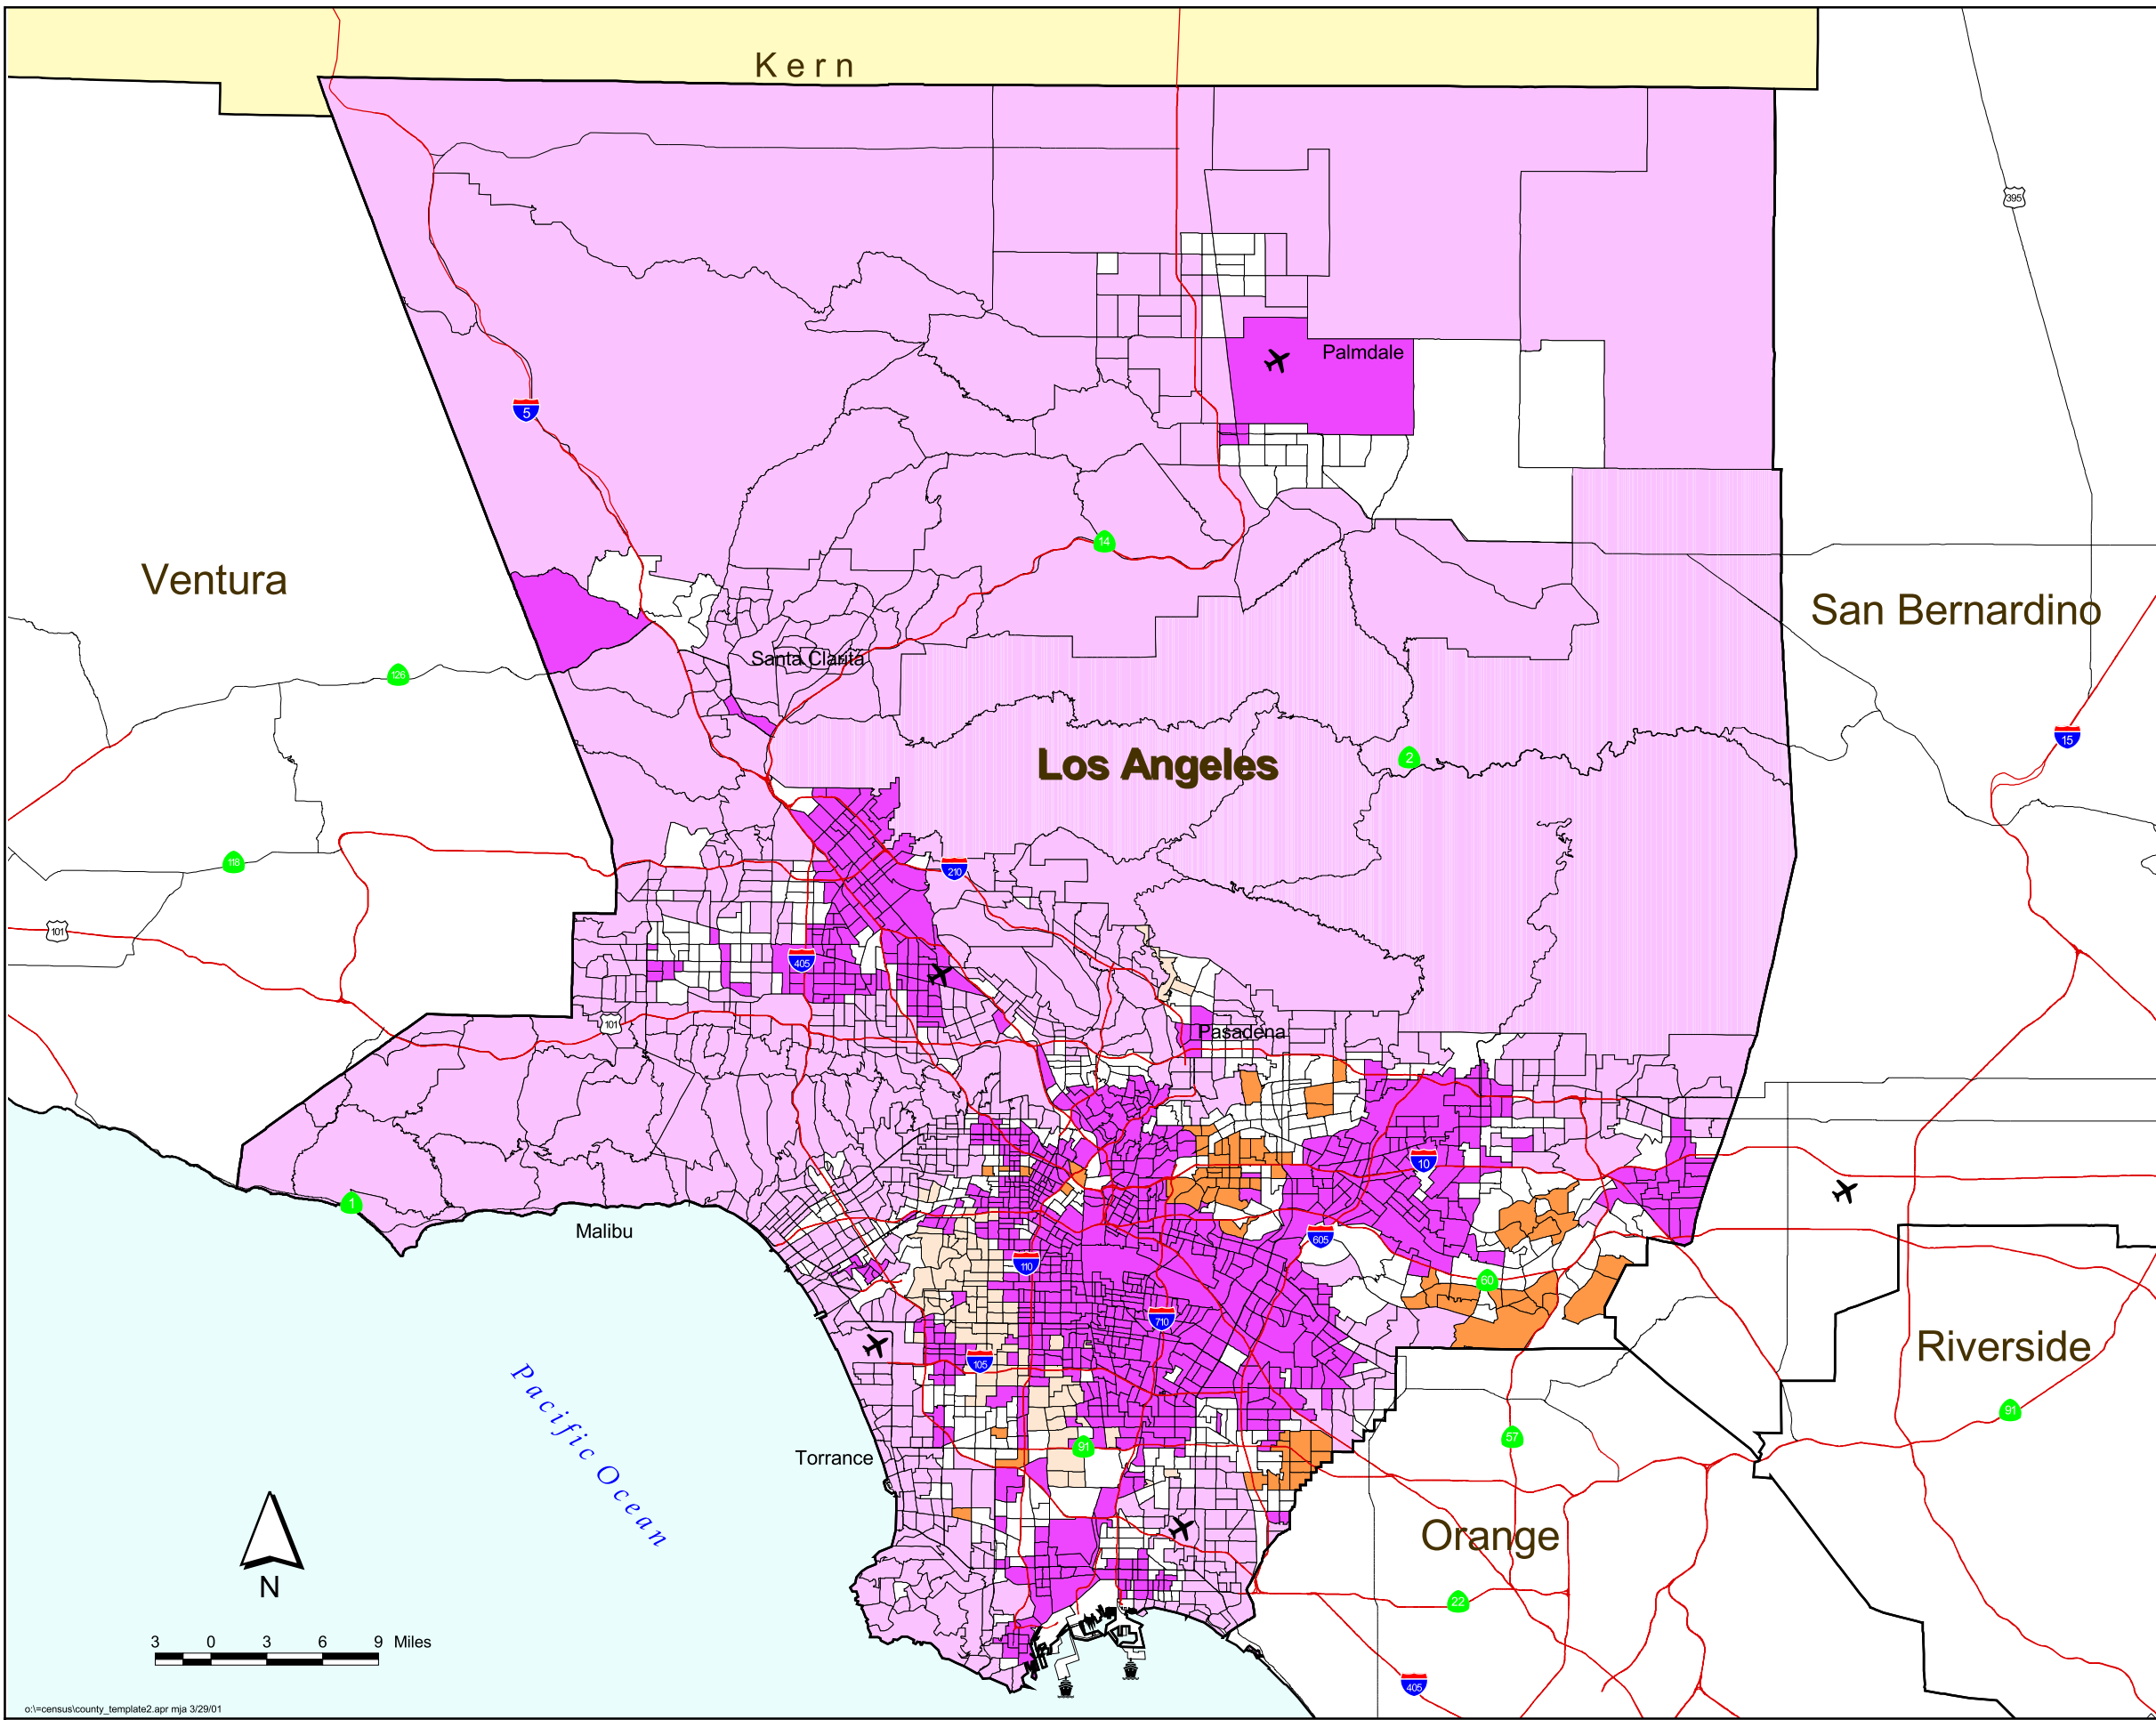 Kern
395
Palmdale
5
14
Ventura
San Bernardino
Santa Clarita
126
15
Los Angeles
2
118
210
101
405
101
Pasadena
10
1
Malibu
605
110
60
710
Riverside
105
Pacific Ocean
91
57
91
Torrance
Orange
N
22
3 0 3 6 9 Miles
405
o:\=census\county_template2.apr mja 3/29/01